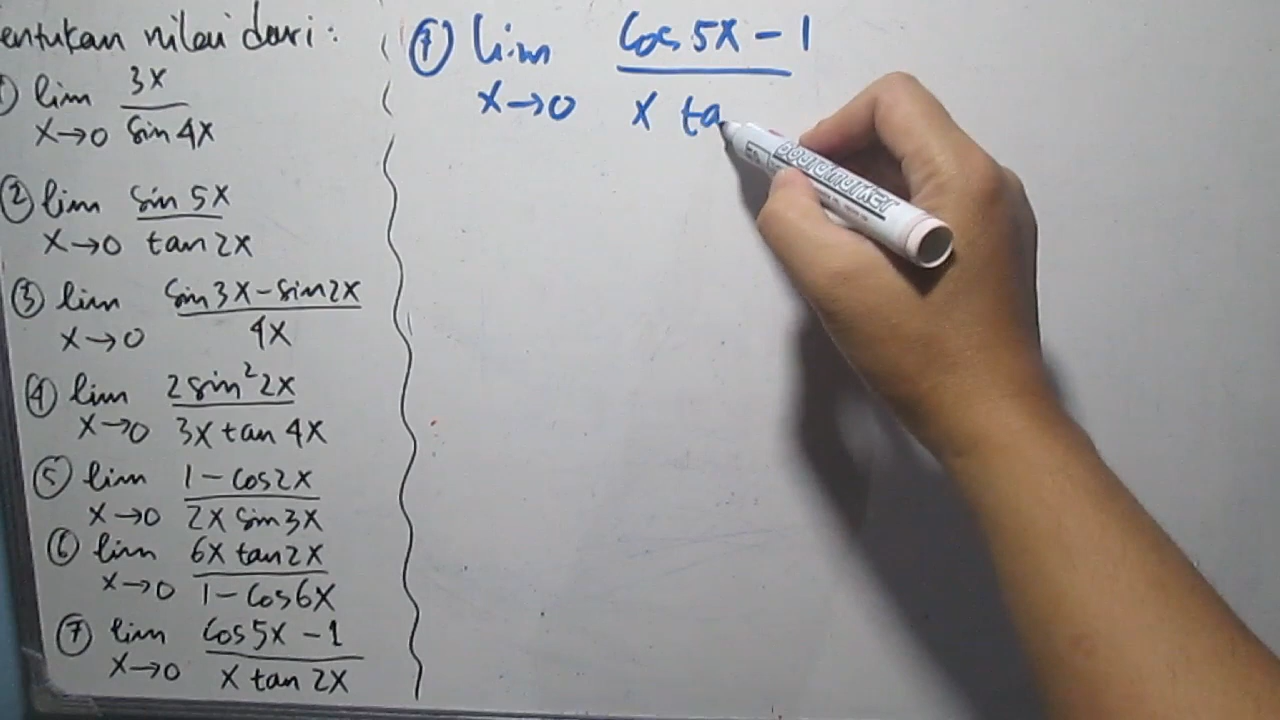 entukan nilai dari :
1) lim 3x
x→0 sin 4x
② lim sin 5x
x→0 tan 2x
③ lim sin 3x - sin 2x
x→0 4x
④ lim 2 sin² 2x
x→0 3x tan 4x
⑤ lim 1 - cos 2x
x→0 2x sin 3x
⑥ lim 6x tan 2x
x→0 1 - cos 6x
⑦ lim cos 5x - 1
x→0 x tan 2x
⑦ lim cos 5x - 1
x→0 x ta
boardmarker